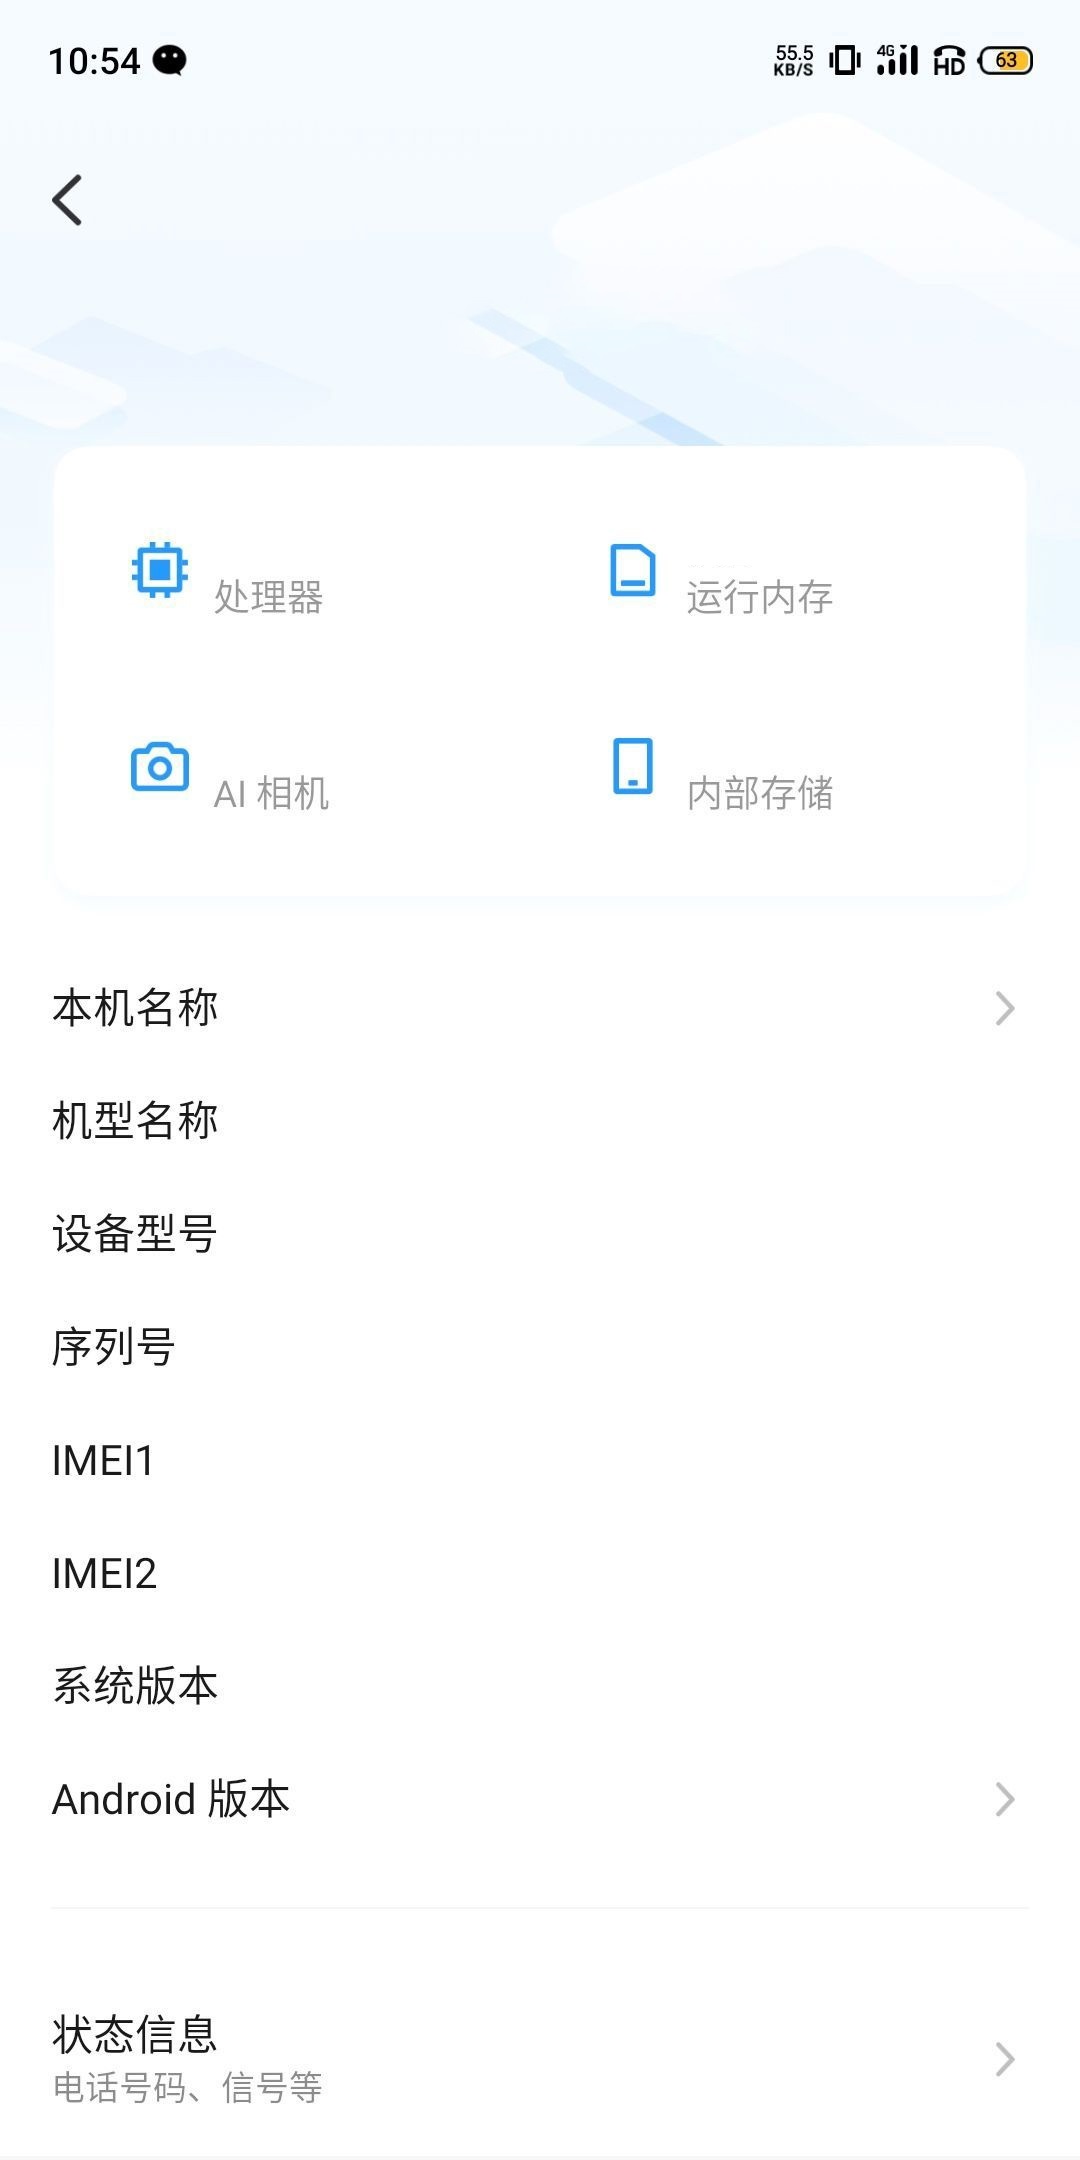 10:54
55.5
KB/S
4G
HD
63
处理器
运行内存
AI 相机
内部存储
本机名称
机型名称
设备型号
序列号
IMEI1
IMEI2
系统版本
Android 版本
状态信息
电话号码、信号等